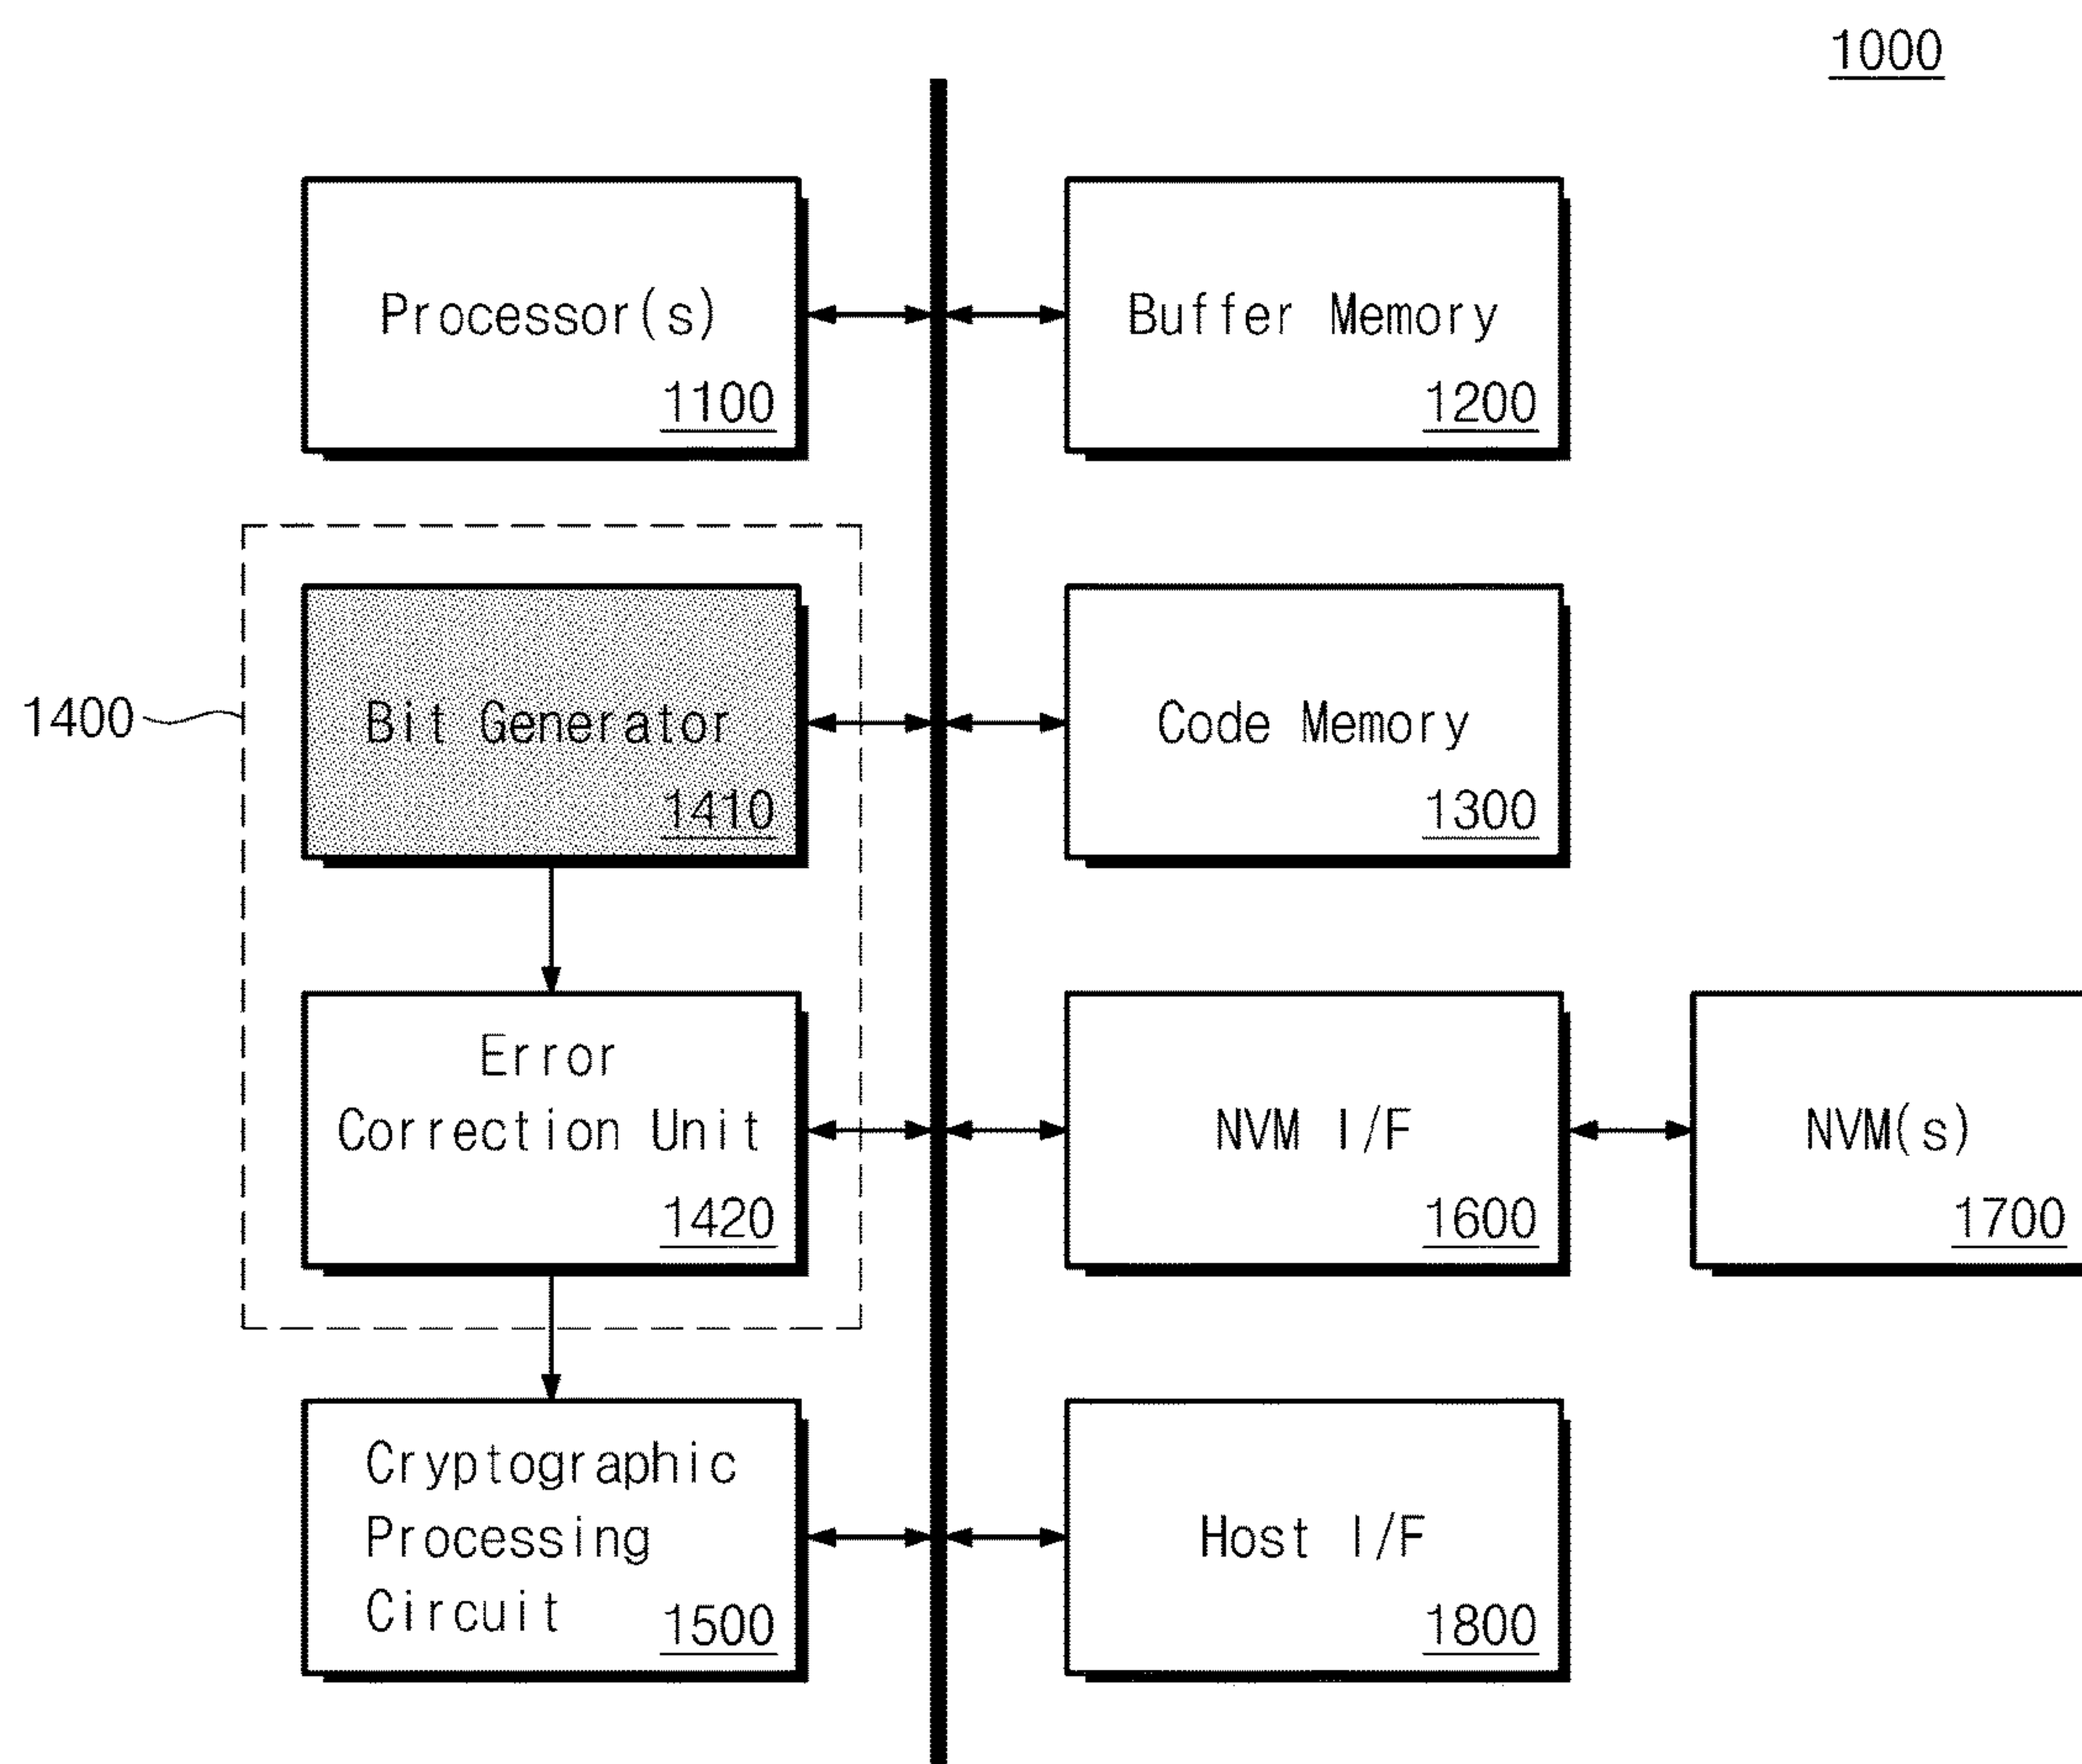 1000
Processor(s)
1100
Buffer Memory
1200
1400
Bit Generator
1410
Code Memory
1300
Error
Correction Unit
1420
NVM I/F
1600
NVM(s)
1700
Cryptographic
Processing
Circuit
1500
Host I/F
1800